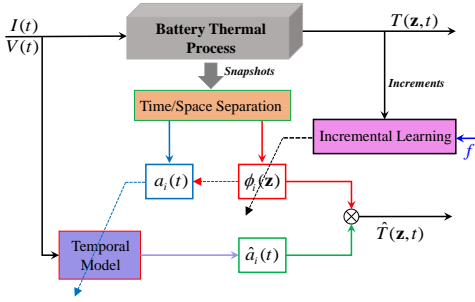 I(t)
V(t)
Battery Thermal
Process
T(z,t)
Snapshots
Increments
Time/Space Separation
Incremental Learning
f
a_i(t)
ϕ_i(z)
T̂(z,t)
Temporal
Model
â_i(t)